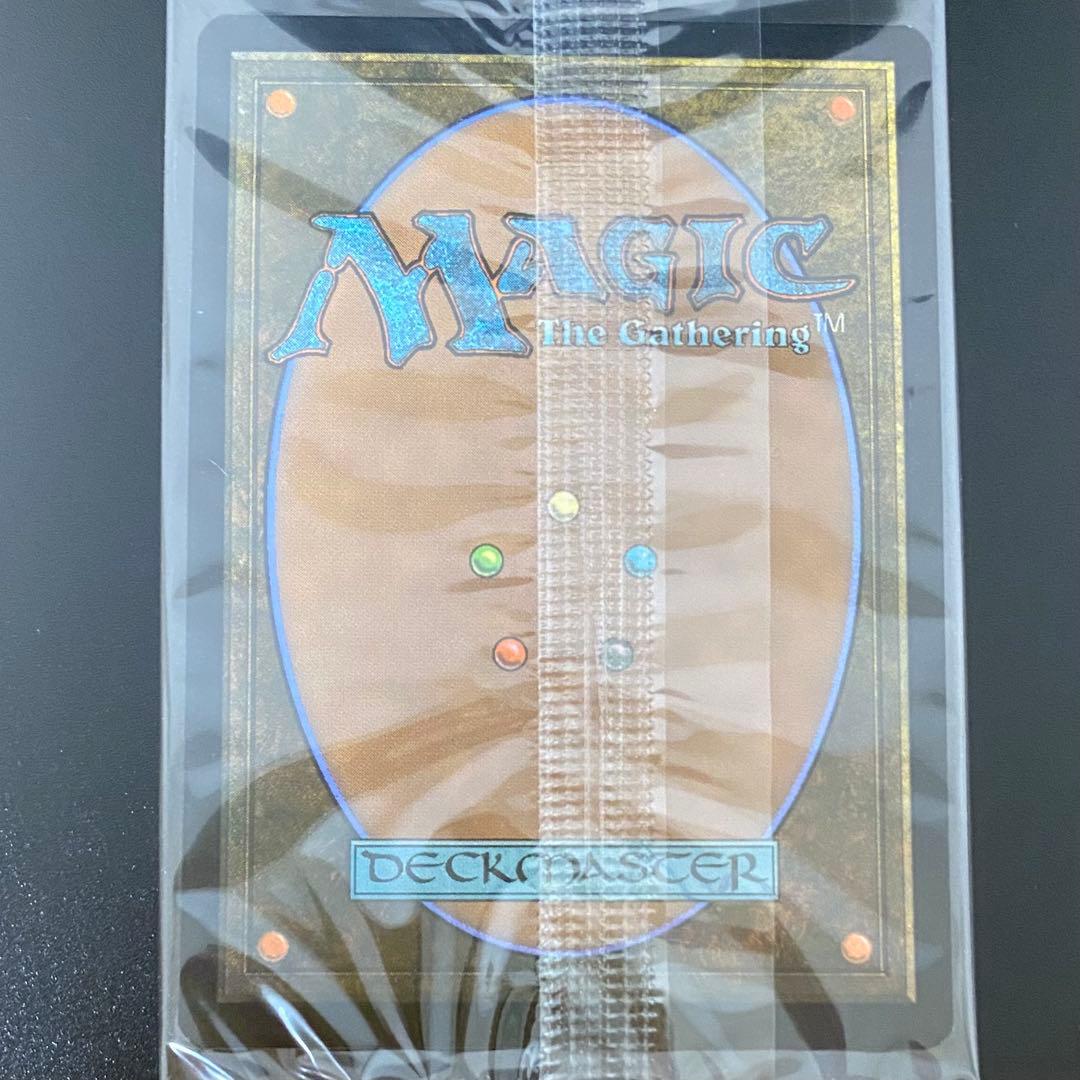 MAGIC
The Gathering™
DECKMASTER